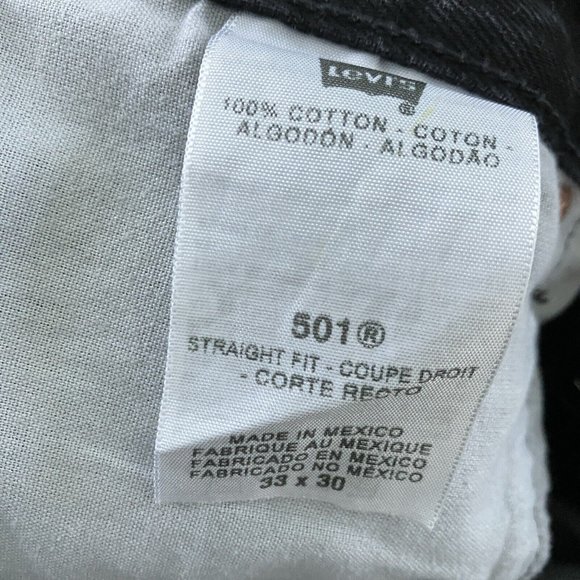 Levi's
®
100% COTTON - COTON -
ALGODÓN - ALGODÃO
501®
STRAIGHT FIT - COUPE DROIT
- CORTE RECTO
MADE IN MEXICO
FABRIQUE AU MEXIQUE
FABRICADO EN MEXICO
FABRICADO NO MÉXICO
33 x 30